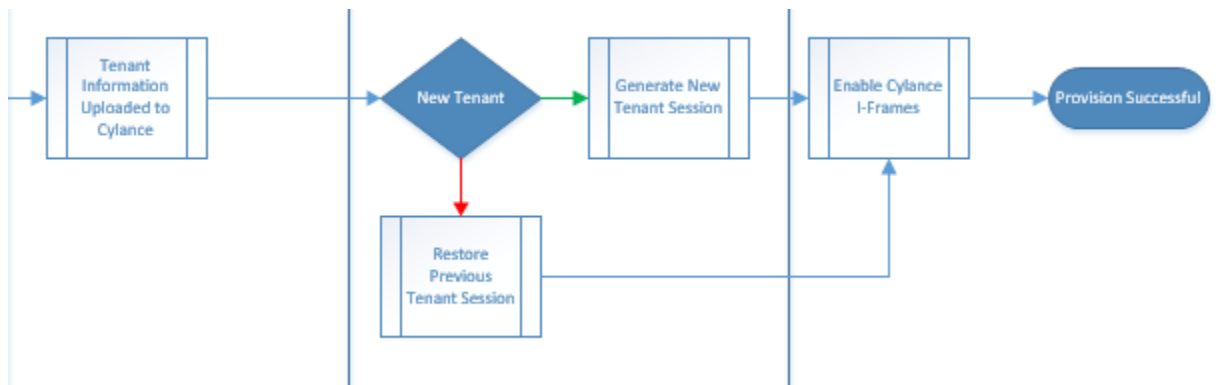 Tenant
Information
Uploaded to
Cylance
New Tenant
Generate New
Tenant Session
Enable Cylance
I-Frames
Provision Successful
Restore
Previous
Tenant Session